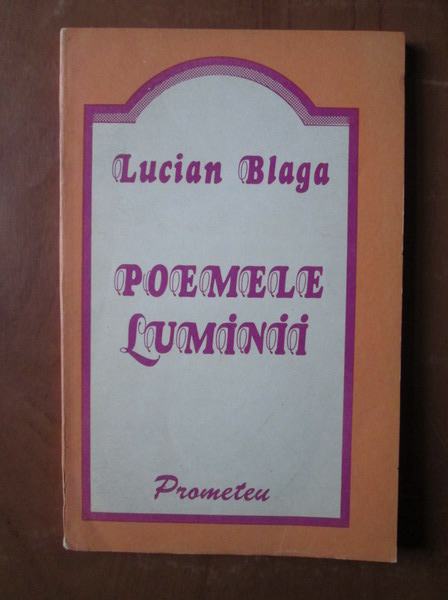 Lucian Blaga
POEMELE
LUMINII
Prometeu